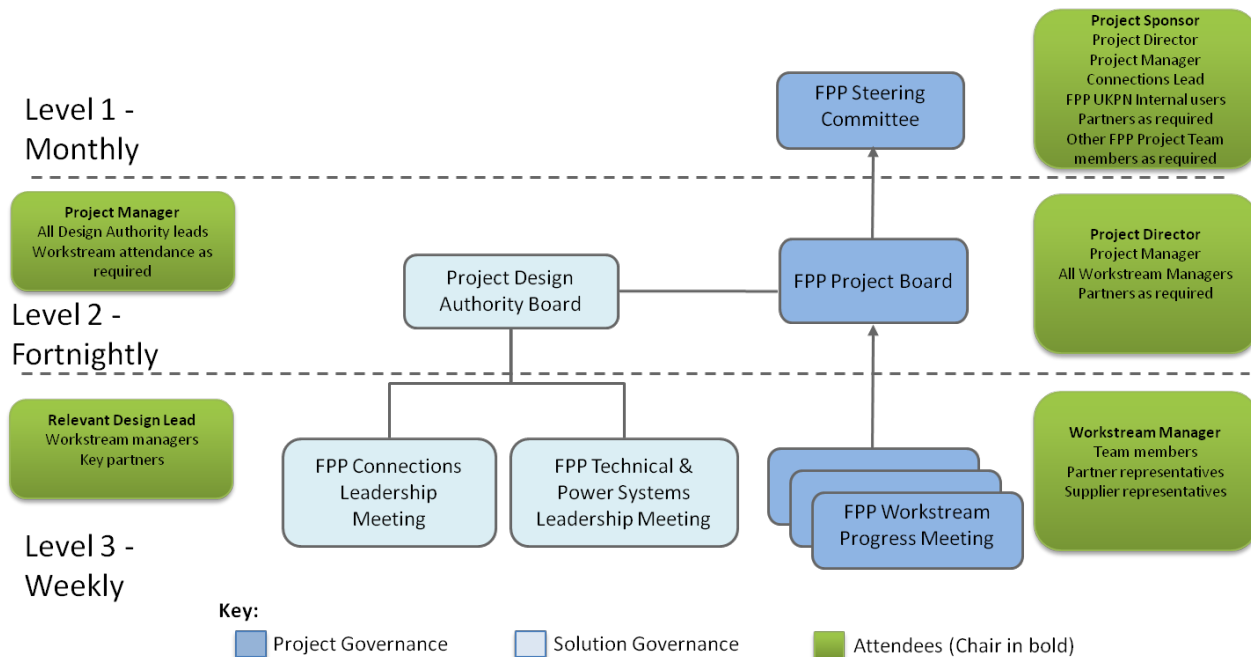 Project Sponsor
Project Director
Project Manager
Connections Lead
FPP UKPN Internal users
Partners as required
Other FPP Project Team
members as required
Level 1 -
Monthly
FPP Steering
Committee
Project Manager
All Design Authority leads
Workstream attendance as
required
Project Design
Authority Board
FPP Project Board
Project Director
Project Manager
All Workstream Managers
Partners as required
Level 2 -
Fortnightly
Relevant Design Lead
Workstream managers
Key partners
FPP Connections
Leadership
Meeting
FPP Technical &
Power Systems
Leadership Meeting
FPP Workstream
Progress Meeting
Workstream Manager
Team members
Partner representatives
Supplier representatives
Level 3 -
Weekly
Key:
Project Governance
Solution Governance
Attendees (Chair in bold)